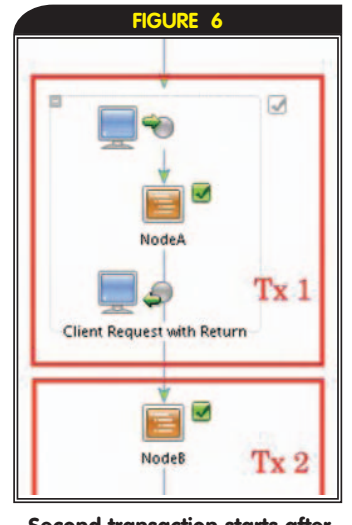 FIGURE 6
NodeA
Tx 1
Client Request with Return
NodeB
Tx 2
Second transaction starts after